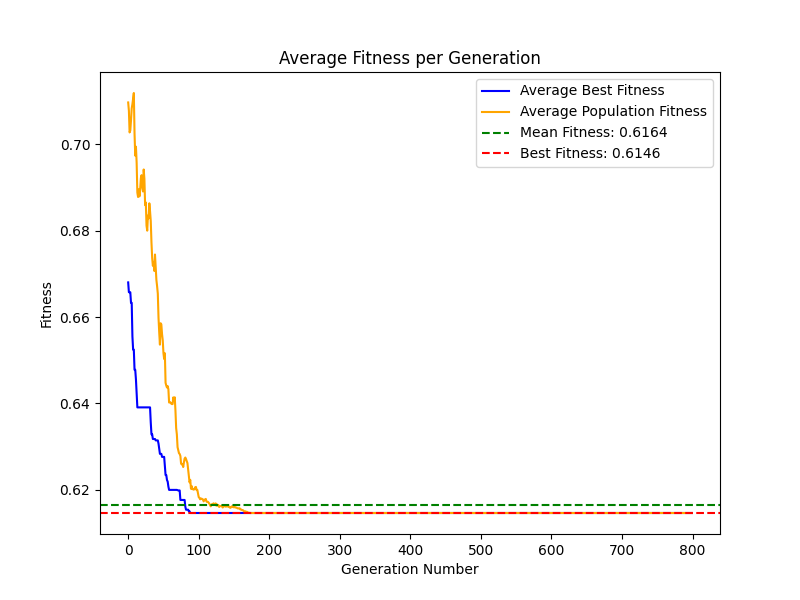 Average Fitness per Generation
Average Best Fitness
Average Population Fitness
Mean Fitness: 0.6164
Best Fitness: 0.6146
Fitness
0.70
0.68
0.66
0.64
0.62
0 100 200 300 400 500 600 700 800
Generation Number